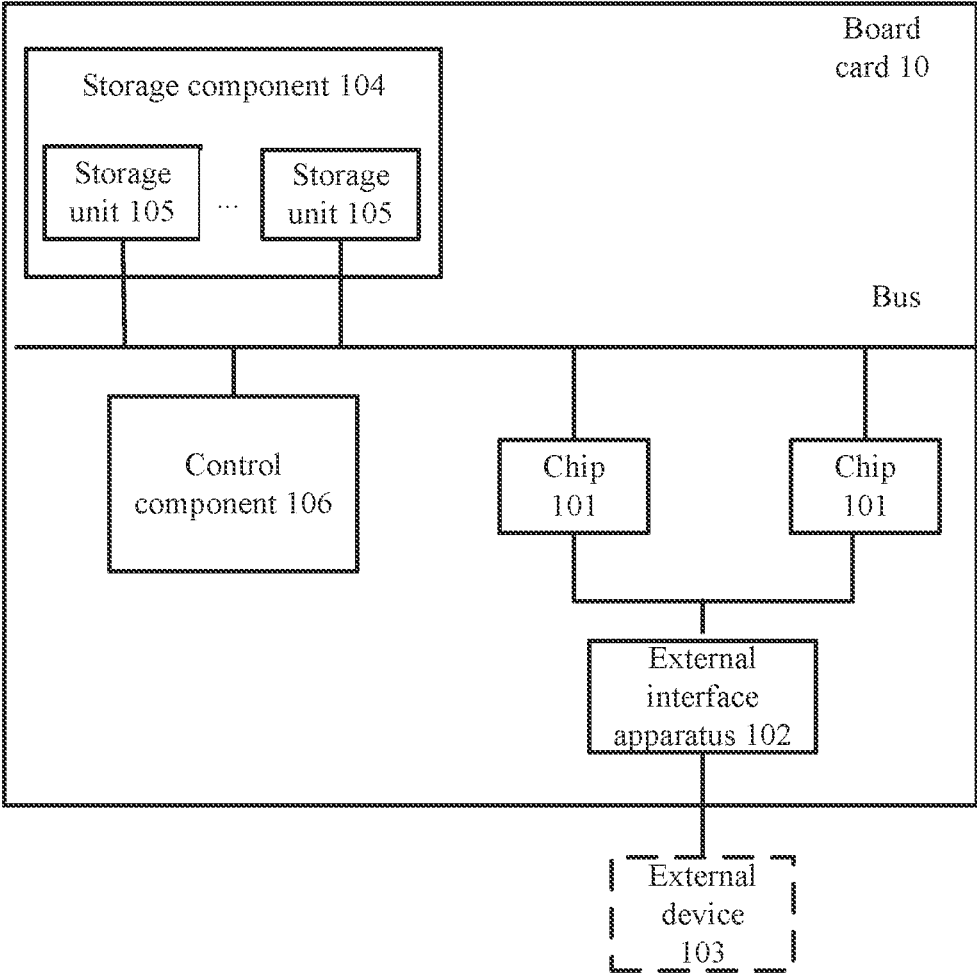 Board
card 10
Storage component 104
Storage
unit 105
...
Storage
unit 105
Bus
Control
component 106
Chip
101
Chip
101
External
interface
apparatus 102
External
device
103